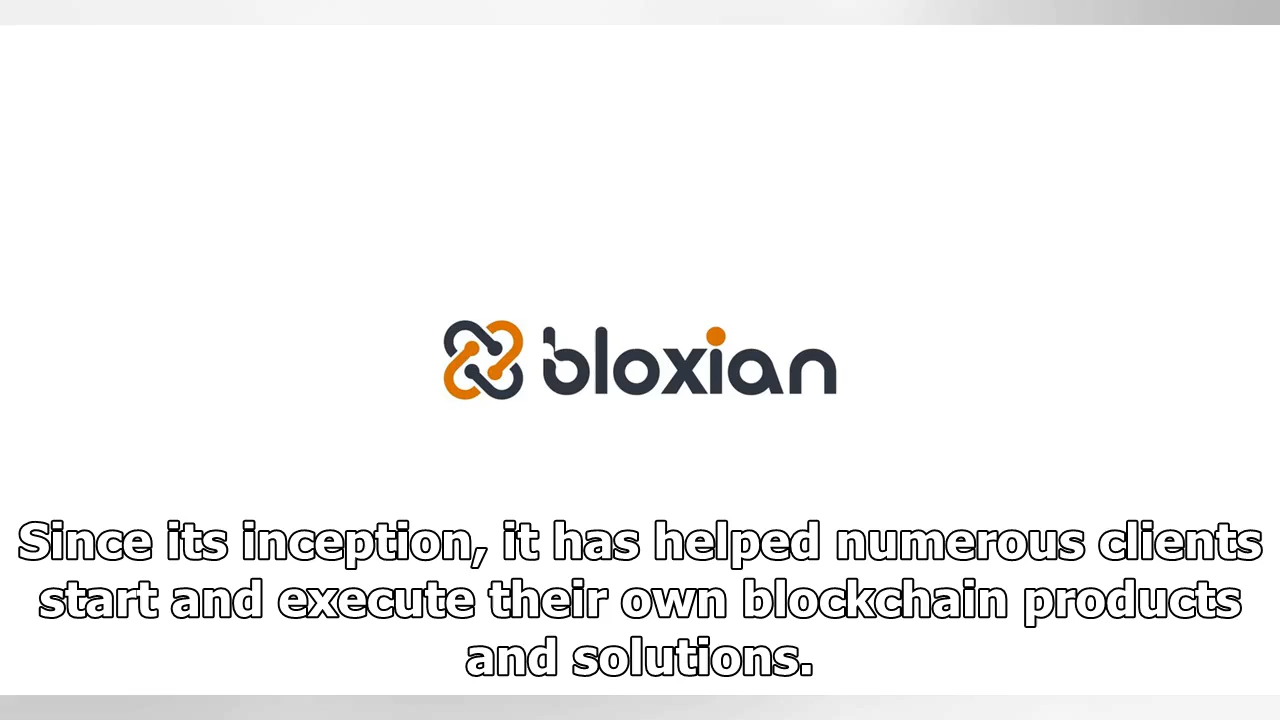 bloxian
Since its inception, it has helped numerous clients
start and execute their own blockchain products
and solutions.